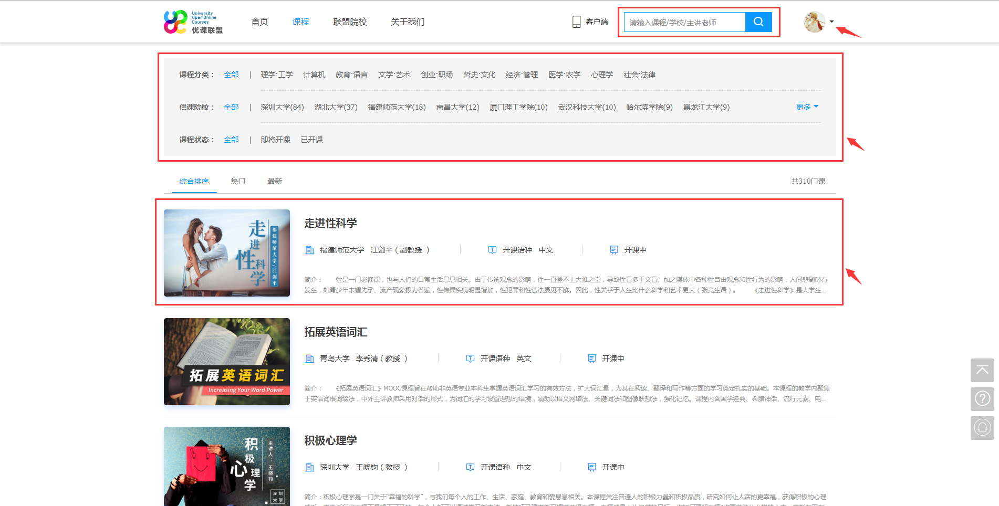 University
Open Online
Courses
优课联盟
首页 课程 联盟院校 关于我们
客户端
请输入课程/学校/主讲老师
课程分类： 全部 | 理学·工学 计算机 教育·语言 文学·艺术 创业·职场 哲史·文化 经济·管理 医学·农学 心理学 社会·法律
供课院校： 全部 | 深圳大学(84) 湖北大学(37) 福建师范大学(18) 南昌大学(12) 厦门理工学院(10) 武汉科技大学(10) 哈尔滨学院(9) 黑龙江大学(9) 更多
课程状态： 全部 | 即将开课 已开课
综合排序 热门 最新 共310门课
走进性科学
福建师范大学/江剑平
走进性科学
福建师范大学 江剑平（副教授 ） 开课语种 中文 开课中
简介： 性是一门必修课，也与人们的日常生活息息相关。由于传统观念的影响，性一直登不上大雅之堂，导致性盲多于文盲。加之媒体中各种性自由观念和性行为的影响，人间悲剧时有
发生，如青少年未婚先孕、流产现象极为普遍，性传播疾病明显增加，性犯罪和性违法屡见不鲜。因此，性关乎于人生比什么科学和艺术更大（张竞生语）。 《走进性科学》是大学生...
拓展英语词汇
Increasing Your Word Power
拓展英语词汇
青岛大学 李秀清（教授 ） 开课语种 英文 开课中
简介： 《拓展英语词汇》MOOC课程旨在帮助非英语专业本科生掌握英语词汇学习的有效方法，扩大词汇量，为其在阅读、翻译和写作等方面的学习奠定扎实的基础。本课程的教学内聚焦
于英语词根词缀法，中外主讲教师采用对话的形式，为词汇的学习设置理想的语境，辅助以语义网络法、关键词法和图像联想法，强化记忆。课程内含国学经典、希腊神话、流行元素、电...
积极心理学
主讲人：王晓钧
深圳
大学
积极心理学
深圳大学 王晓钧（教授 ） 开课语种 中文 开课中
简介：积极心理学是一门关于“幸福的科学”，与我们每个人的工作、生活、家庭、教育和爱息息相关。本课程关注普通人的积极力量和积极品质，研究如何让人活的更幸福，获得积极的心理